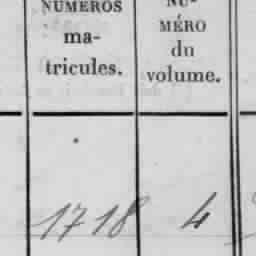 NUMÉROS
ma-
tricules.
NU-
MÉRO
du
volume.
1718 4